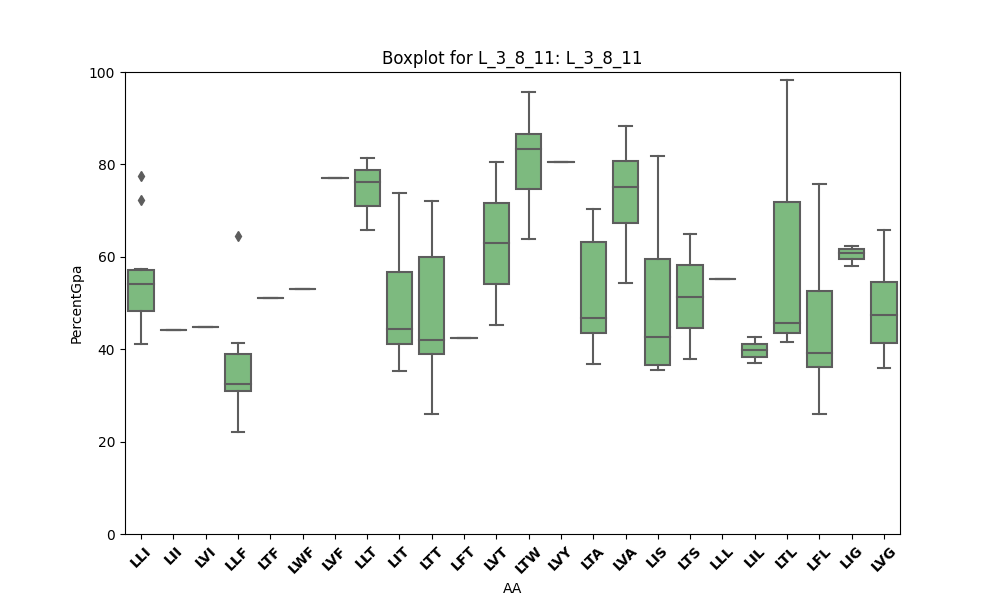 Boxplot for L_3_8_11: L_3_8_11
PercentGpa
100
80
60
40
20
0
LLI LII LVI LLF LTF LWF LVF LLT LIT LTT LFT LVT LTW LVY LTA LVA LIS LTS LLL LIL LTL LFL LIG LVG
AA